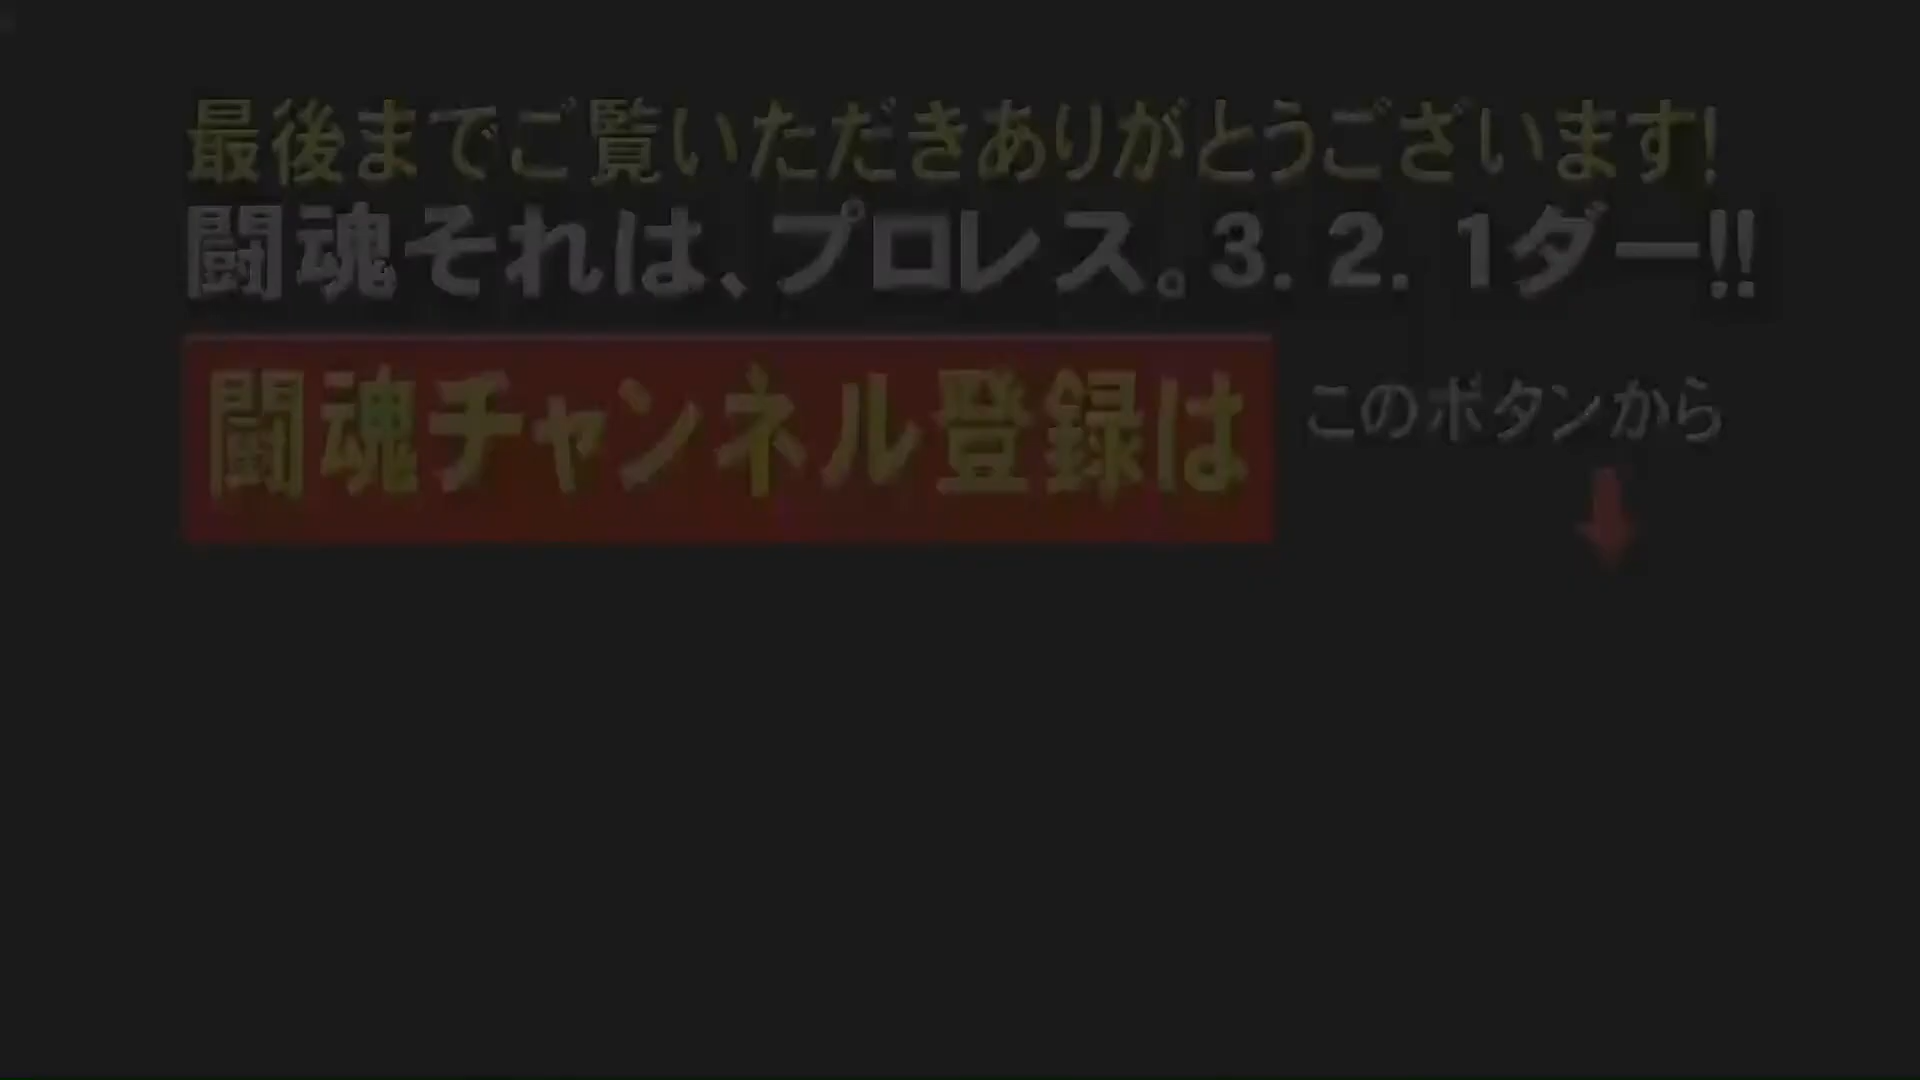 最後までご覧いただきありがとうございます!
闘魂それは、プロレス。3. 2. 1ダー!!
闘魂チャンネル登録は
このボタンから